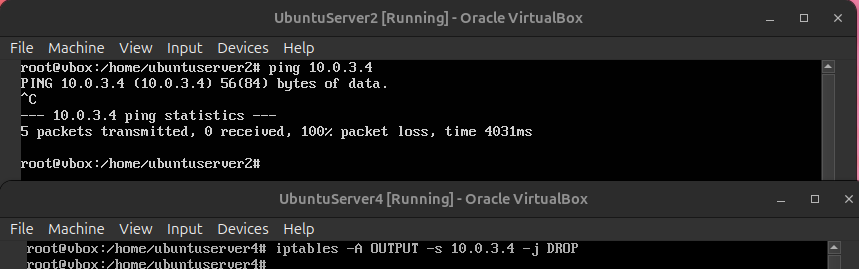 UbuntuServer2 [Running] - Oracle VirtualBox
File Machine View Input Devices Help
root@vbox:/home/ubuntuserver2# ping 10.0.3.4
PING 10.0.3.4 (10.0.3.4) 56(84) bytes of data.
^C
--- 10.0.3.4 ping statistics ---
5 packets transmitted, 0 received, 100% packet loss, time 4031ms
root@vbox:/home/ubuntuserver2#
UbuntuServer4 [Running] - Oracle VirtualBox
File Machine View Input Devices Help
root@vbox:/home/ubuntuserver4# iptables -A OUTPUT -s 10.0.3.4 -j DROP
root@vbox:/home/ubuntuserver4#